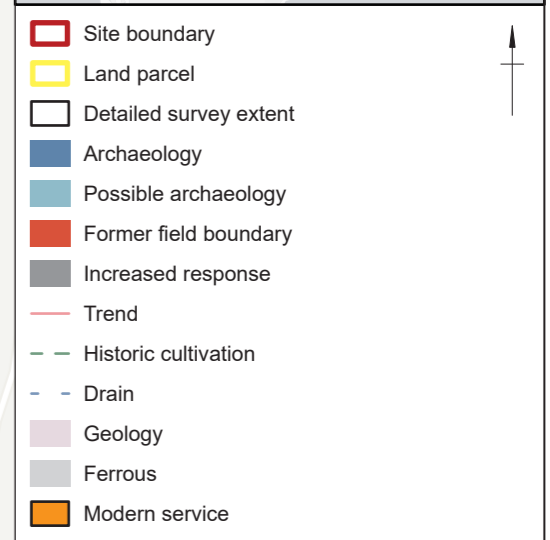 Site boundary
Land parcel
Detailed survey extent
Archaeology
Possible archaeology
Former field boundary
Increased response
Trend
Historic cultivation
Drain
Geology
Ferrous
Modern service